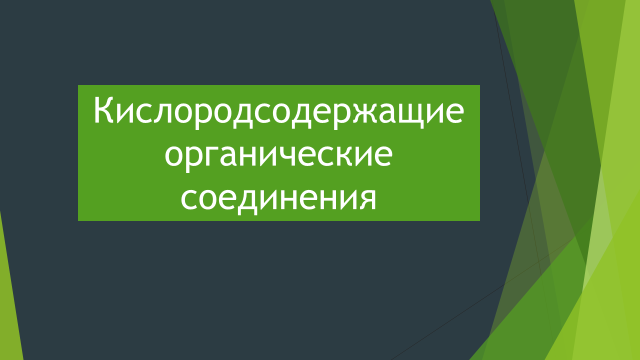 Кислородсодержащие
органические
соединения